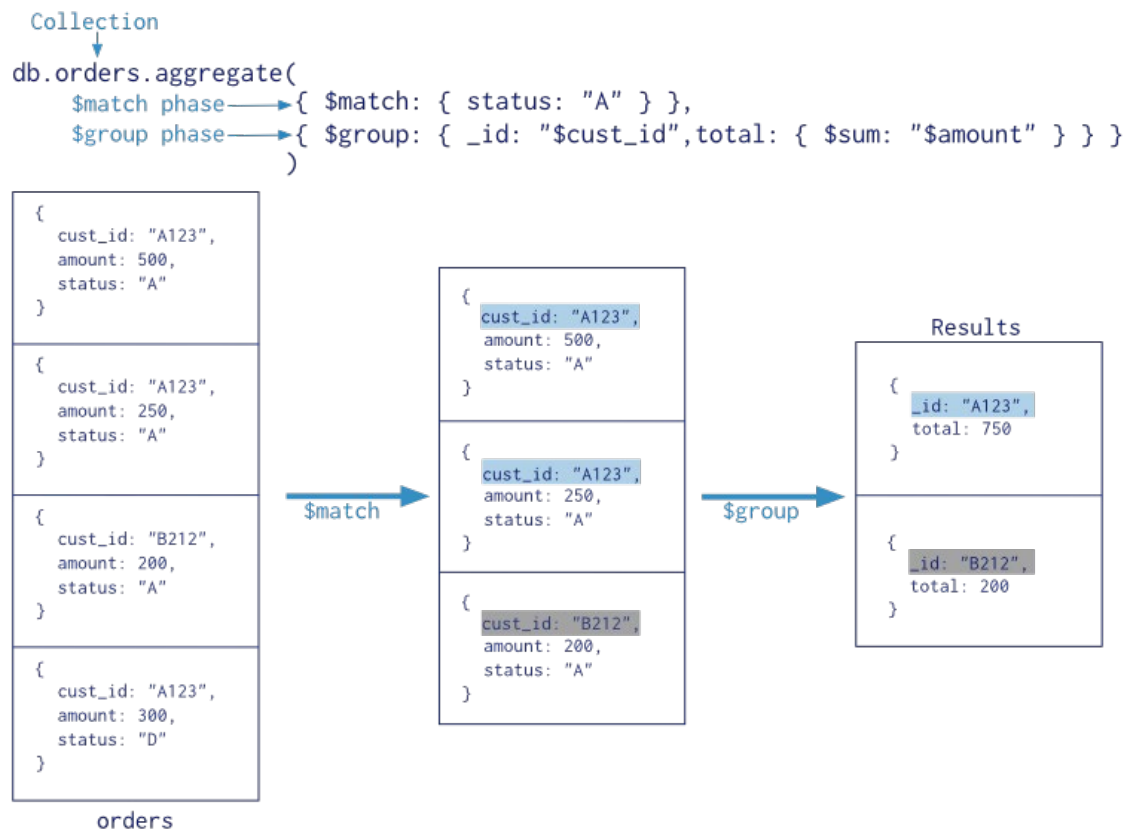 Collection
db.orders.aggregate(
$match phase { $match: { status: "A" } },
$group phase { $group: { _id: "$cust_id",total: { $sum: "$amount" } } }
)
{
cust_id: "A123",
amount: 500,
status: "A"
}
{
cust_id: "A123",
amount: 250,
status: "A"
}
{
cust_id: "B212",
amount: 200,
status: "A"
}
{
cust_id: "A123",
amount: 300,
status: "D"
}
orders
$match
{
cust_id: "A123",
amount: 500,
status: "A"
}
{
cust_id: "A123",
amount: 250,
status: "A"
}
{
cust_id: "B212",
amount: 200,
status: "A"
}
$group
Results
{
_id: "A123",
total: 750
}
{
_id: "B212",
total: 200
}